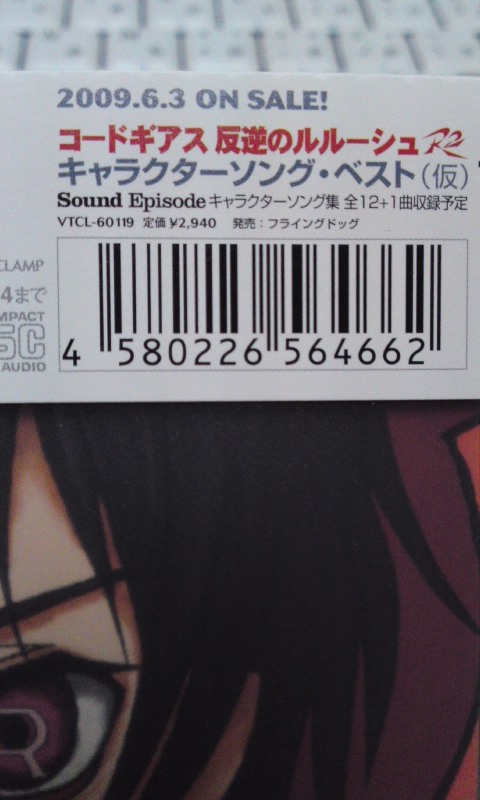 2009.6.3 ON SALE!
コードギアス 反逆のルルーシュ R2
キャラクターソング・ベスト(仮)
Sound Episode キャラクターソング集 全12+1曲収録予定
VTCL-60119 定価 ¥2,940 発売:フライングドッグ
CLAMP
4まで
MPACT
SC
AUDIO
4 580226 564662
R